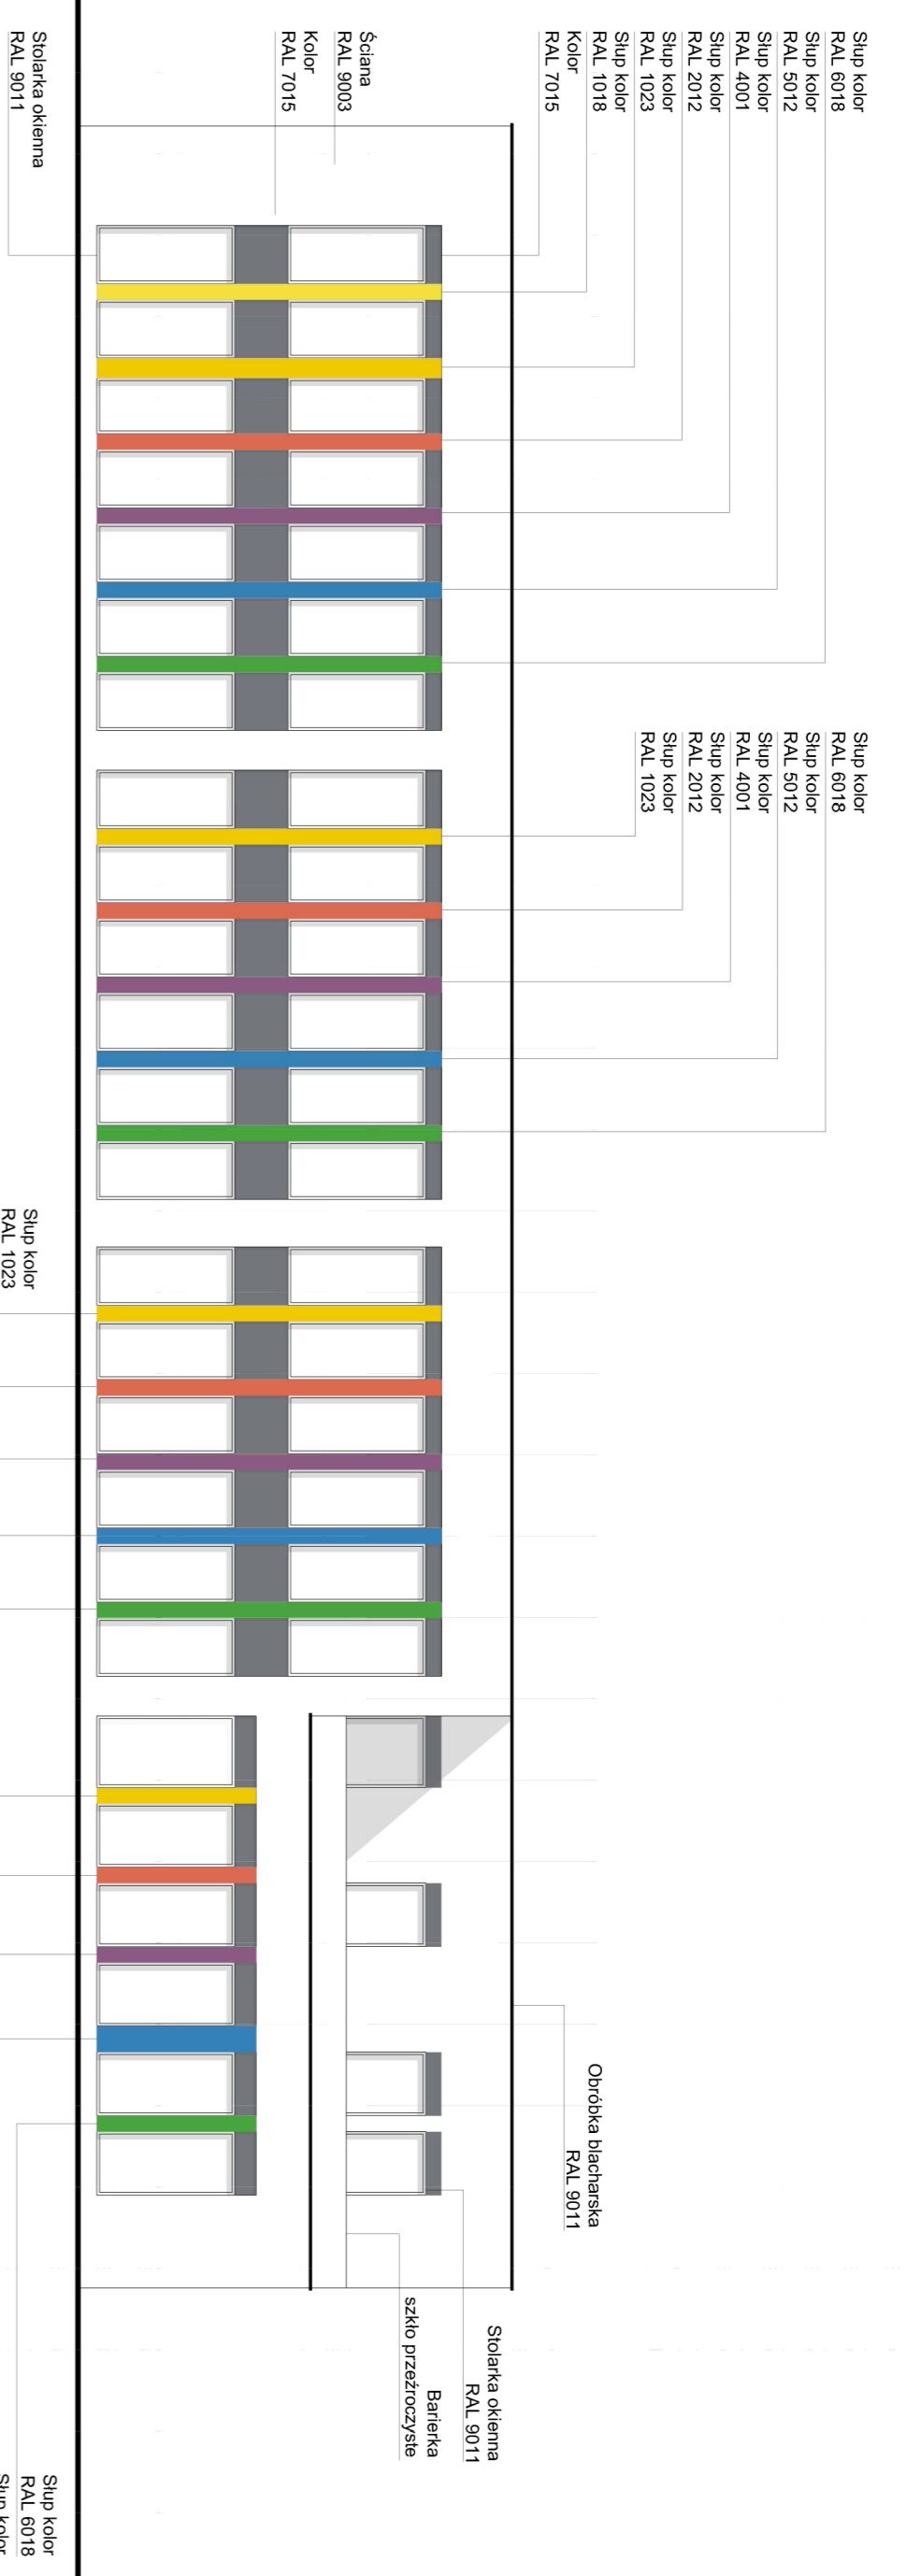 Słup kolor
RAL 6018
Słup kolor
RAL 5012
Słup kolor
RAL 4001
Słup kolor
RAL 2012
Słup kolor
RAL 1023
Słup kolor
RAL 1018
Kolor
RAL 7015
Ściana
RAL 9003
Kolor
RAL 7015
Stolarka okienna
RAL 9011
Słup kolor
RAL 6018
Słup kolor
RAL 5012
Słup kolor
RAL 4001
Słup kolor
RAL 2012
Słup kolor
RAL 1023
Słup kolor
RAL 1023
Obróbka blacharska
RAL 9011
Stolarka okienna
RAL 9011
Barierka
szkło przeźroczyste
Słup kolor
RAL 6018
Słup kolor